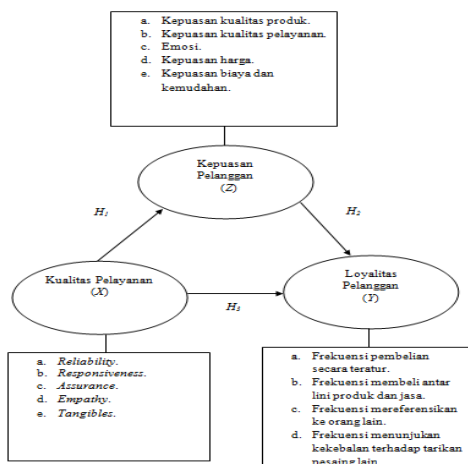 a. Kepuasan kualitas produk.
b. Kepuasan kualitas pelayanan.
c. Emosi.
d. Kepuasan harga.
e. Kepuasan biaya dan
kemudahan.
Kepuasan
Pelanggan
(Z)
H1
H2
Kualitas Pelayanan
(X)
H3
Loyalitas
Pelanggan
(Y)
a. Reliability.
b. Responsiveness.
c. Assurance.
d. Empathy.
e. Tangibles.
a. Frekuensi pembelian
secara teratur.
b. Frekuensi membeli antar
lini produk dan jasa.
c. Frekuensi mereferensikan
ke orang lain.
d. Frekuensi menunjukan
kekebalan terhadap tarikan
pesaing lain